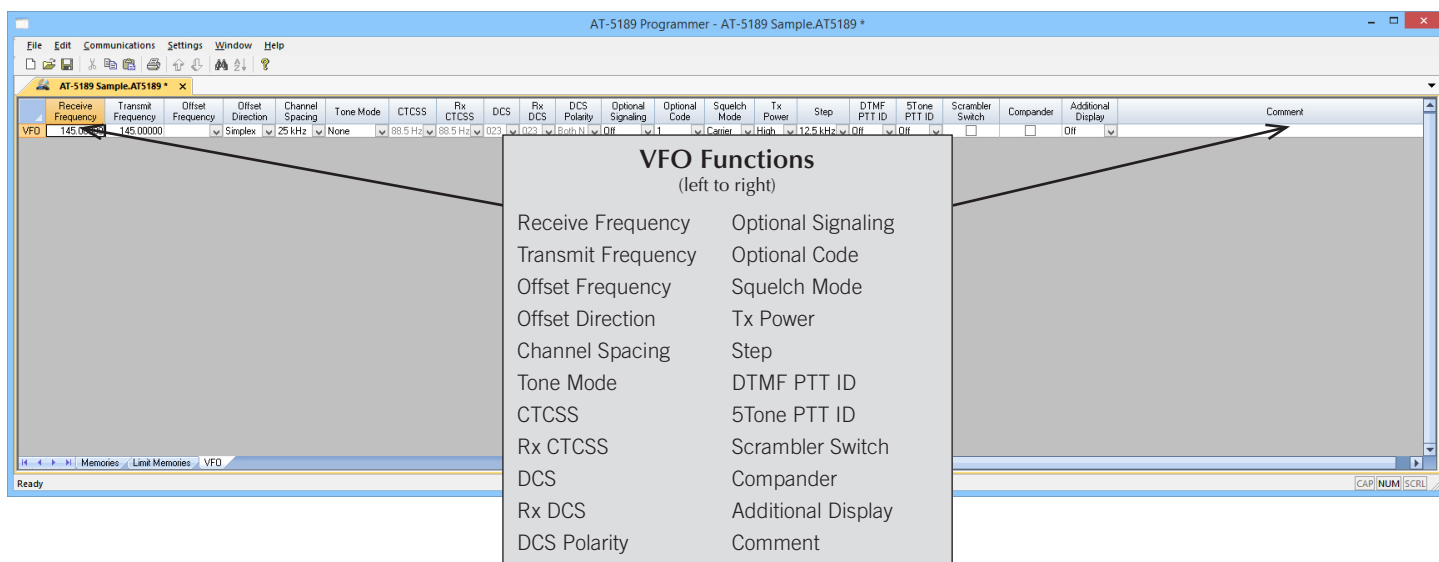 AT-5189 Programmer - AT-5189 Sample.AT5189 *
File Edit Communications Settings Window Help
AT-5189 Sample.AT5189 * x
Receive Frequency Transmit Frequency Offset Frequency Offset Direction Channel Spacing Tone Mode CTCSS Rx CTCSS DCS Rx DCS DCS Polarity Optional Signaling Optional Code Squelch Mode Tx Power Step DTMF PTT ID 5Tone PTT ID Scrambler Switch Compander Additional Display Comment
VFO 145.00000 145.00000 Simplex 25 kHz None 88.5 Hz 88.5 Hz 023 023 Both N Off 1 Carrier High 12.5 kHz Off Off Off
VFO Functions
(left to right)
Receive Frequency Optional Signaling
Transmit Frequency Optional Code
Offset Frequency Squelch Mode
Offset Direction Tx Power
Channel Spacing Step
Tone Mode DTMF PTT ID
CTCSS 5Tone PTT ID
Rx CTCSS Scrambler Switch
DCS Compander
Rx DCS Additional Display
DCS Polarity Comment
Memories Limit Memories VFO
Ready CAP NUM SCRL